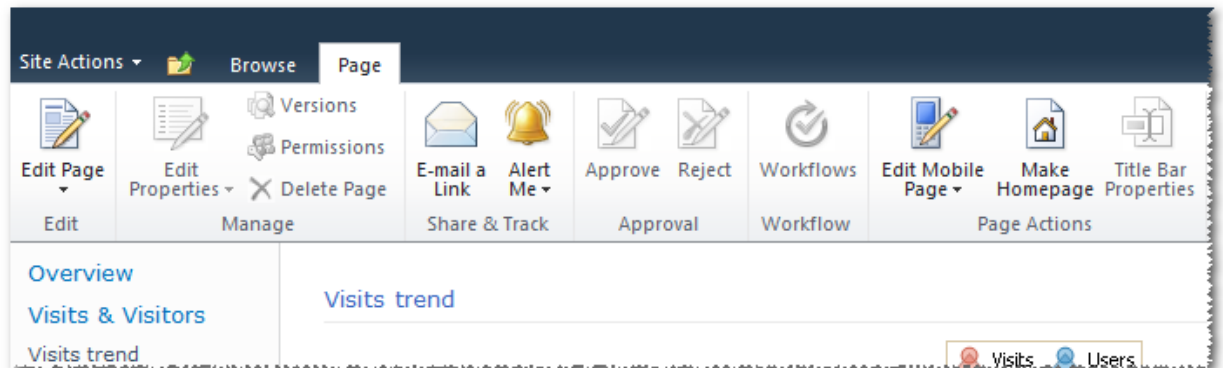 Site Actions Browse Page
Edit Page
Edit Properties
Versions
Permissions
Delete Page
E-mail a Link
Alert Me
Approve Reject
Workflows
Edit Mobile Page
Make Homepage
Title Bar Properties
Edit Manage Share & Track Approval Workflow Page Actions
Overview
Visits & Visitors
Visits trend
Visits trend
Visits Users